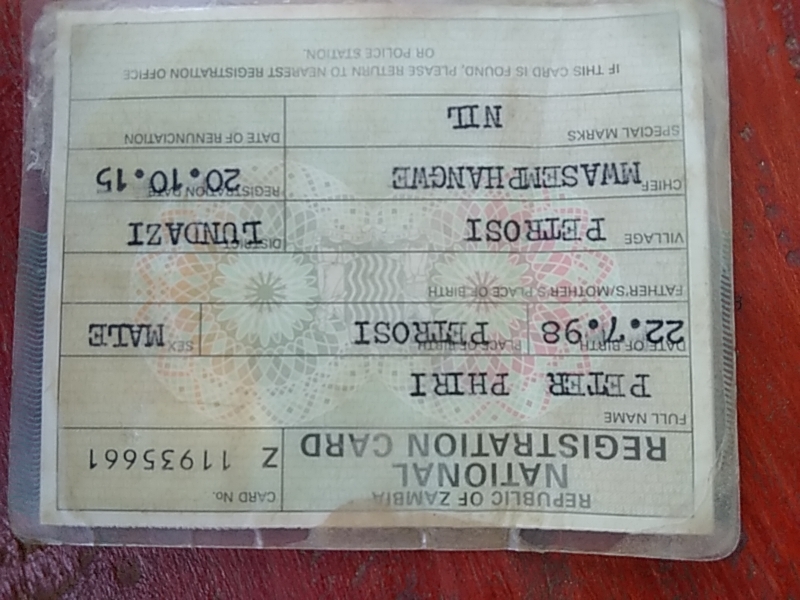 REPUBLIC OF ZAMBIA
NATIONAL
REGISTRATION CARD
CARD No.
Z 11935661
FULL NAME
PETER PHIRI
DATE OF BIRTH 22.7.98
PLACE OF BIRTH PETROSI
SEX MALE
FATHER'S/MOTHER'S PLACE OF BIRTH
VILLAGE PETROSI
DISTRICT LUNDAZI
CHIEF MWASEMPHANGWE
REGISTRATION DATE 20.10.15
SPECIAL MARKS NIL
DATE OF RENUNCIATION
IF THIS CARD IS FOUND, PLEASE RETURN TO NEAREST REGISTRATION OFFICE
OR POLICE STATION.